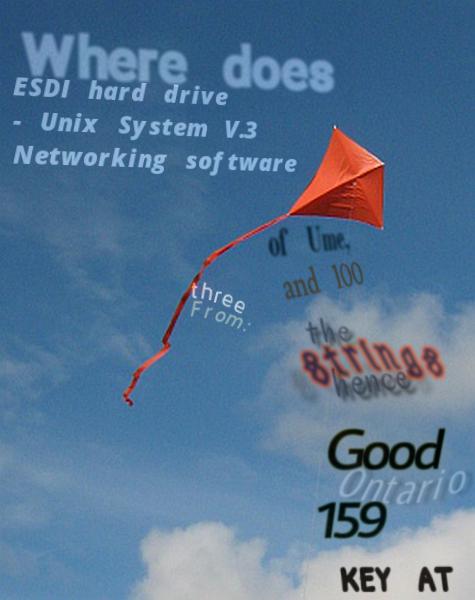 Where does
ESDI hard drive
- Unix System V.3
Networking software
of Ume,
and 100
three
From:
the
strings
hence
Good
Ontario
159
KEY AT